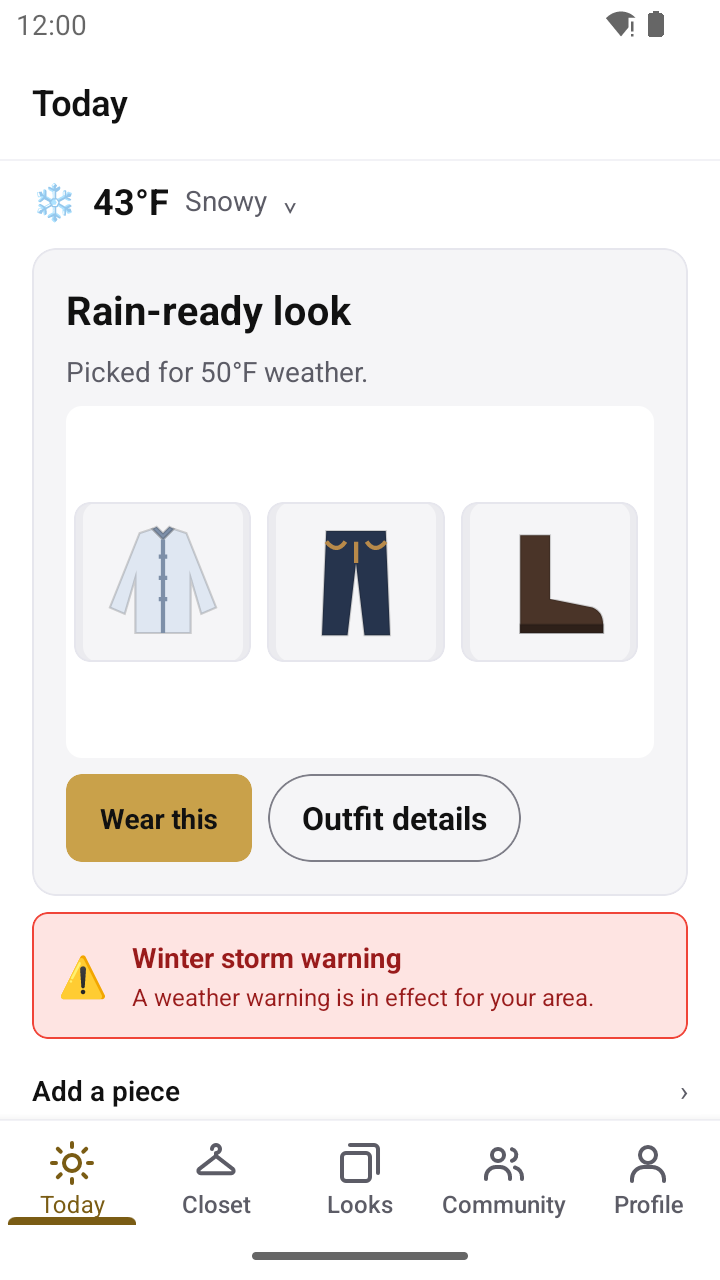 12:00
Today
43°F Snowy
Rain-ready look
Picked for 50°F weather.
Wear this
Outfit details
Winter storm warning
A weather warning is in effect for your area.
Add a piece
Today
Closet
Looks
Community
Profile